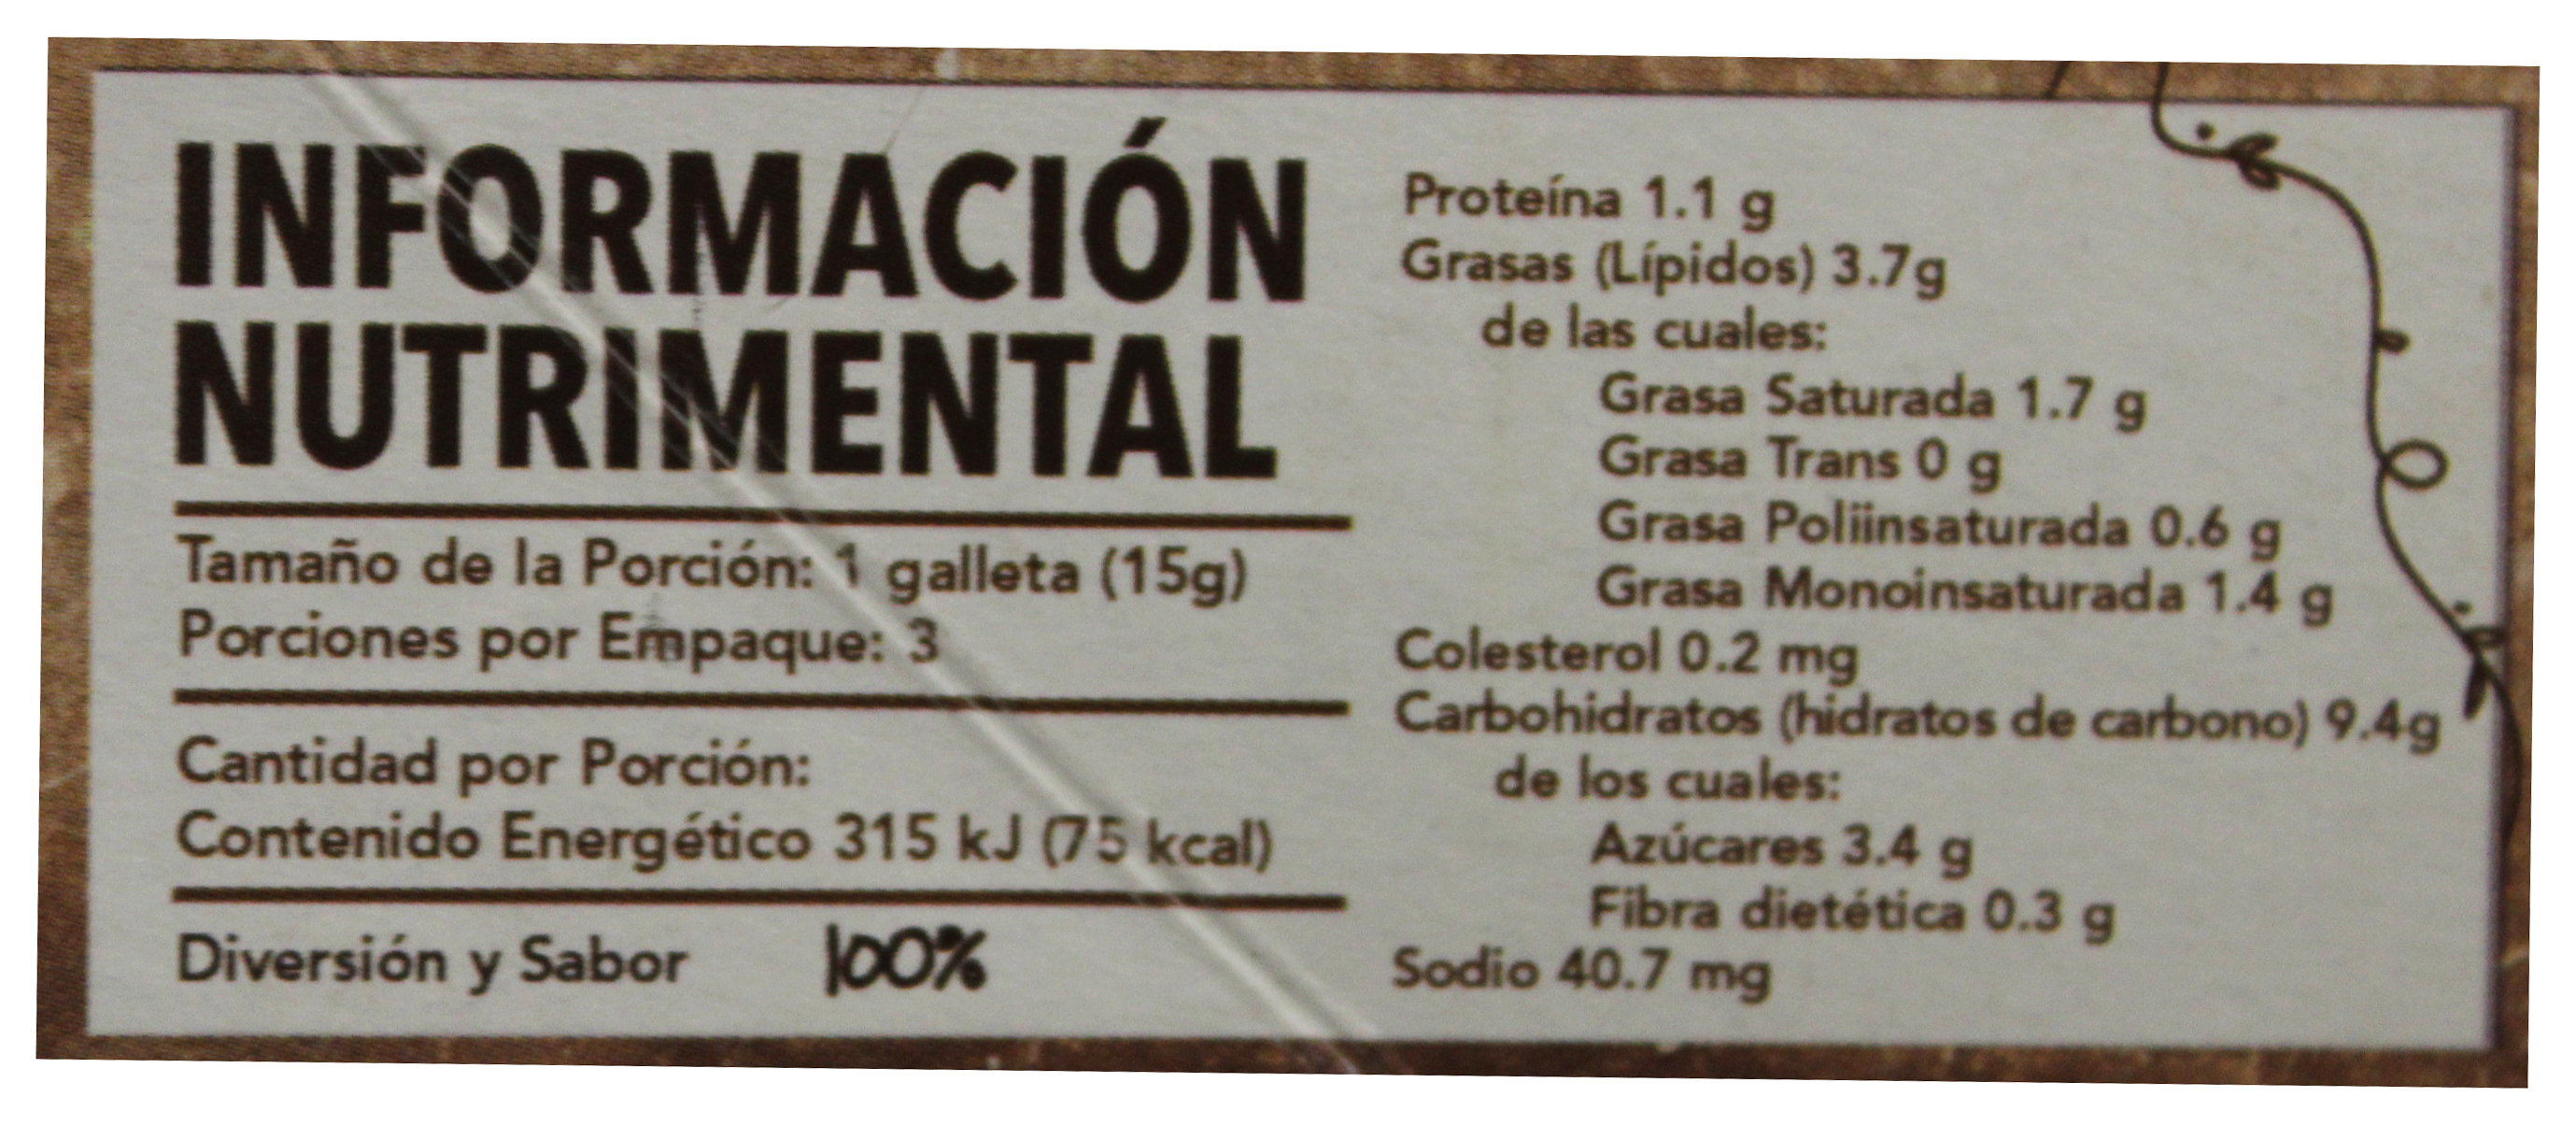 INFORMACIÓN
NUTRIMENTAL
Tamaño de la Porción: 1 galleta (15g)
Porciones por Empaque: 3
Cantidad por Porción:
Contenido Energético 315 kJ (75 kcal)
Diversión y Sabor 100%
Proteína 1.1 g
Grasas (Lípidos) 3.7g
de las cuales:
Grasa Saturada 1.7 g
Grasa Trans 0 g
Grasa Poliinsaturada 0.6 g
Grasa Monoinsaturada 1.4 g
Colesterol 0.2 mg
Carbohidratos (hidratos de carbono) 9.4g
de los cuales:
Azúcares 3.4 g
Fibra dietética 0.3 g
Sodio 40.7 mg